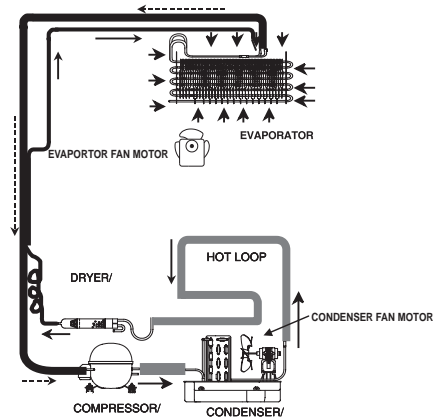 EVAPORATOR
EVAPORTOR FAN MOTOR
HOT LOOP
DRYER/
CONDENSER FAN MOTOR
COMPRESSOR/
CONDENSER/